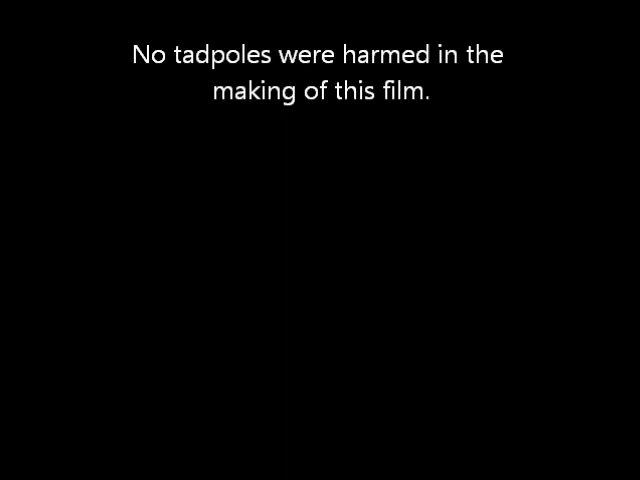 No tadpoles were harmed in the
making of this film.